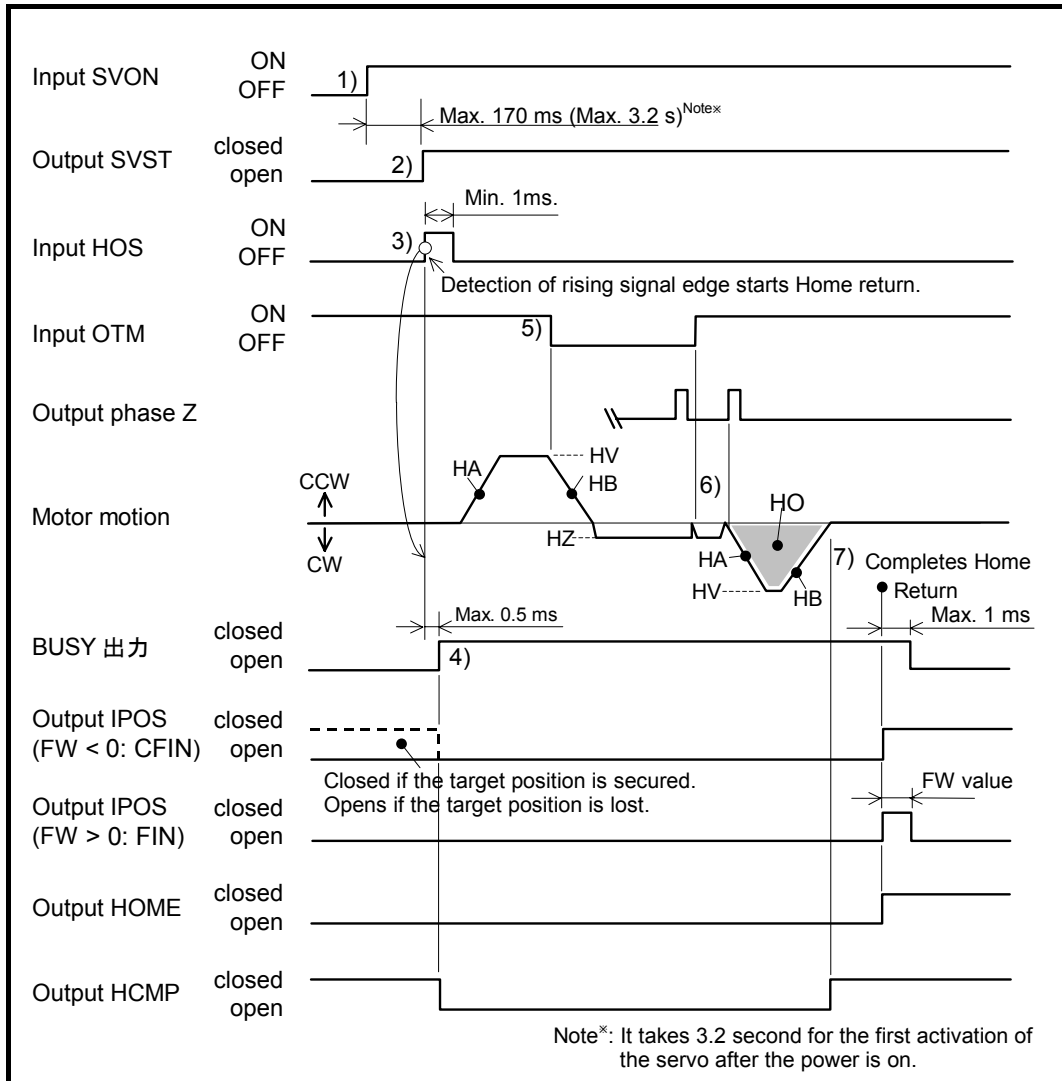 Input SVON
ON
OFF
1)
Max. 170 ms (Max. 3.2 s)Note※
Output SVST
closed
open
2)
Min. 1ms.
Input HOS
ON
OFF
3)
Detection of rising signal edge starts Home return.
Input OTM
ON
OFF
5)
Output phase Z
HV
HA
HB
6)
HO
CCW
Motor motion
CW
HZ
HA
HV
HB
7)
Completes Home
Return
Max. 0.5 ms
Max. 1 ms
BUSY 出力
closed
open
4)
Output IPOS
(FW < 0: CFIN)
closed
open
Closed if the target position is secured.
Opens if the target position is lost.
FW value
Output IPOS
(FW > 0: FIN)
closed
open
Output HOME
closed
open
Output HCMP
closed
open
Note※: It takes 3.2 second for the first activation of
the servo after the power is on.